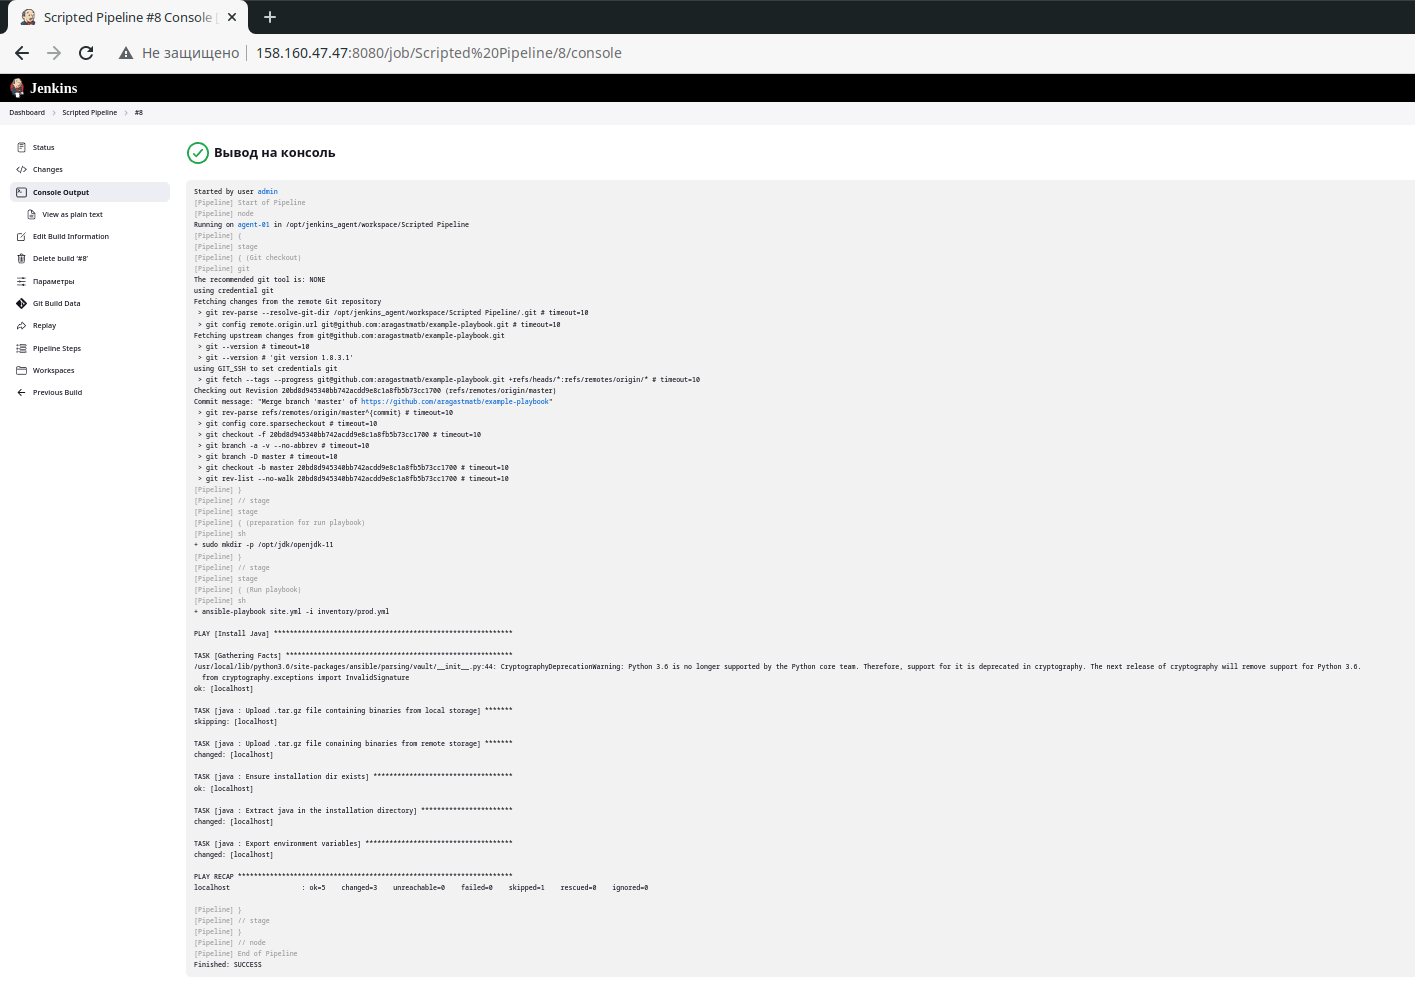 Scripted Pipeline #8 Console [
Не защищено
158.160.47.47:8080/job/Scripted%20Pipeline/8/console
Jenkins
Dashboard
Scripted Pipeline
#8
Status
Changes
Console Output
View as plain text
Edit Build Information
Delete build '#8'
Параметры
Git Build Data
Replay
Pipeline Steps
Workspaces
Previous Build
Вывод на консоль
Started by user admin
[Pipeline] Start of Pipeline
[Pipeline] node
Running on agent-01 in /opt/jenkins_agent/workspace/Scripted Pipeline
[Pipeline] {
[Pipeline] stage
[Pipeline] { (Git checkout)
[Pipeline] git
The recommended git tool is: NONE
using credential git
Fetching changes from the remote Git repository
> git rev-parse --resolve-git-dir /opt/jenkins_agent/workspace/Scripted Pipeline/.git # timeout=10
> git config remote.origin.url git@github.com:aragastmatb/example-playbook.git # timeout=10
Fetching upstream changes from git@github.com:aragastmatb/example-playbook.git
> git --version # timeout=10
> git --version # 'git version 1.8.3.1'
using GIT_SSH to set credentials git
> git fetch --tags --progress git@github.com:aragastmatb/example-playbook.git +refs/heads/*:refs/remotes/origin/* # timeout=10
Checking out Revision 20bd8d945340bb742acdd9e8c1a8fb5b73cc1700 (refs/remotes/origin/master)
Commit message: "Merge branch 'master' of https://github.com/aragastmatb/example-playbook"
> git rev-parse refs/remotes/origin/master^{commit} # timeout=10
> git config core.sparsecheckout # timeout=10
> git checkout -f 20bd8d945340bb742acdd9e8c1a8fb5b73cc1700 # timeout=10
> git branch -a -v --no-abbrev # timeout=10
> git branch -D master # timeout=10
> git checkout -b master 20bd8d945340bb742acdd9e8c1a8fb5b73cc1700 # timeout=10
> git rev-list --no-walk 20bd8d945340bb742acdd9e8c1a8fb5b73cc1700 # timeout=10
[Pipeline] }
[Pipeline] // stage
[Pipeline] stage
[Pipeline] { (preparation for run playbook)
[Pipeline] sh
+ sudo mkdir -p /opt/jdk/openjdk-11
[Pipeline] }
[Pipeline] // stage
[Pipeline] stage
[Pipeline] { (Run playbook)
[Pipeline] sh
+ ansible-playbook site.yml -i inventory/prod.yml
PLAY [Install Java] ************************************************************
TASK [Gathering Facts] *********************************************************
/usr/local/lib/python3.6/site-packages/ansible/parsing/vault/__init__.py:44: CryptographyDeprecationWarning: Python 3.6 is no longer supported by the Python core team. Therefore, support for it is deprecated in cryptography. The next release of cryptography will remove support for Python 3.6.
from cryptography.exceptions import InvalidSignature
ok: [localhost]
TASK [java : Upload .tar.gz file containing binaries from local storage] *******
skipping: [localhost]
TASK [java : Upload .tar.gz file conaining binaries from remote storage] *******
changed: [localhost]
TASK [java : Ensure installation dir exists] ***********************************
ok: [localhost]
TASK [java : Extract java in the installation directory] ***********************
changed: [localhost]
TASK [java : Export environment variables] *************************************
changed: [localhost]
PLAY RECAP *********************************************************************
localhost : ok=5 changed=3 unreachable=0 failed=0 skipped=1 rescued=0 ignored=0
[Pipeline] }
[Pipeline] // stage
[Pipeline] }
[Pipeline] // node
[Pipeline] End of Pipeline
Finished: SUCCESS